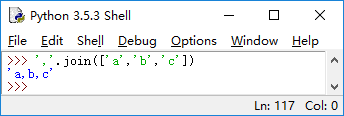 Python 3.5.3 Shell
File Edit Shell Debug Options Window Help
>>> ','.join(['a','b','c'])
'a,b,c'
>>>
Ln: 117 Col: 0